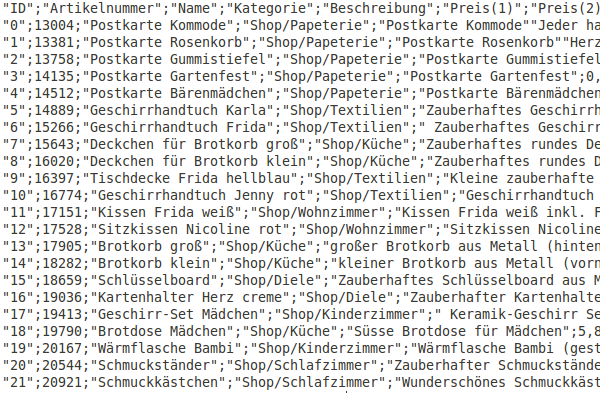 "ID";"Artikelnummer";"Name";"Kategorie";"Beschreibung";"Preis(1)";"Preis(2)
"0";13004;"Postkarte Kommode";"Shop/Papeterie";"Postkarte Kommode""Jeder ha
"1";13381;"Postkarte Rosenkorb";"Shop/Papeterie";"Postkarte Rosenkorb""Herz
"2";13758;"Postkarte Gummistiefel";"Shop/Papeterie";"Postkarte Gummistiefel
"3";14135;"Postkarte Gartenfest";"Shop/Papeterie";"Postkarte Gartenfest";0,
"4";14512;"Postkarte Bärenmädchen";"Shop/Papeterie";"Postkarte Bärenmädchen
"5";14889;"Geschirrhandtuch Karla";"Shop/Textilien";"Zauberhaftes Geschirrh
"6";15266;"Geschirrhandtuch Frida";"Shop/Textilien";" Zauberhaftes Geschirr
"7";15643;"Deckchen für Brotkorb groß";"Shop/Küche";"Zauberhaftes rundes De
"8";16020;"Deckchen für Brotkorb klein";"Shop/Küche";"Zauberhaftes rundes D
"9";16397;"Tischdecke Frida hellblau";"Shop/Textilien";"Kleine zauberhafte
"10";16774;"Geschirrhandtuch Jenny rot";"Shop/Textilien";"Geschirrhandtuch
"11";17151;"Kissen Frida weiß";"Shop/Wohnzimmer";"Kissen Frida weiß inkl. F
"12";17528;"Sitzkissen Nicoline rot";"Shop/Wohnzimmer";"Sitzkissen Nicoline
"13";17905;"Brotkorb groß";"Shop/Küche";"großer Brotkorb aus Metall (hinten
"14";18282;"Brotkorb klein";"Shop/Küche";"kleiner Brotkorb aus Metall (vorn
"15";18659;"Schlüsselboard";"Shop/Diele";"Zauberhaftes Schlüsselboard aus M
"16";19036;"Kartenhalter Herz creme";"Shop/Diele";"Zauberhafter Kartenhalte
"17";19413;"Geschirr-Set Mädchen";"Shop/Kinderzimmer";" Keramik-Geschirr Se
"18";19790;"Brotdose Mädchen";"Shop/Küche";"Süsse Brotdose für Mädchen";5,8
"19";20167;"Wärmflasche Bambi";"Shop/Kinderzimmer";"Wärmflasche Bambi (gest
"20";20544;"Schmuckständer";"Shop/Schlafzimmer";"Zauberhafter Schmuckstände
"21";20921;"Schmuckkästchen";"Shop/Schlafzimmer";"Wunderschönes Schmuckkäst